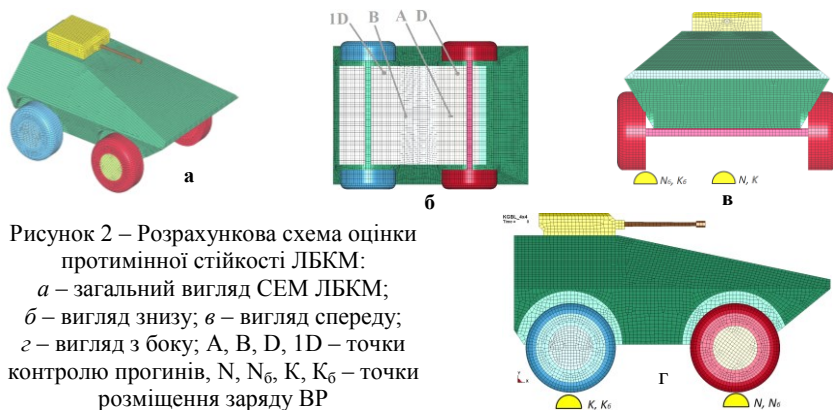 1D B A D
а
б
Nб, Kб
N, K
в
KGBL_4x4
Рисунок 2 – Розрахункова схема оцінки
протимінної стійкості ЛБКМ:
а – загальний вигляд СЕМ ЛБКМ;
б – вигляд знизу; в – вигляд спереду;
г – вигляд з боку; A, B, D, 1D – точки
контролю прогинів, N, Nб, K, Kб – точки
розміщення заряду ВР
г
K, Kб
N, Nб